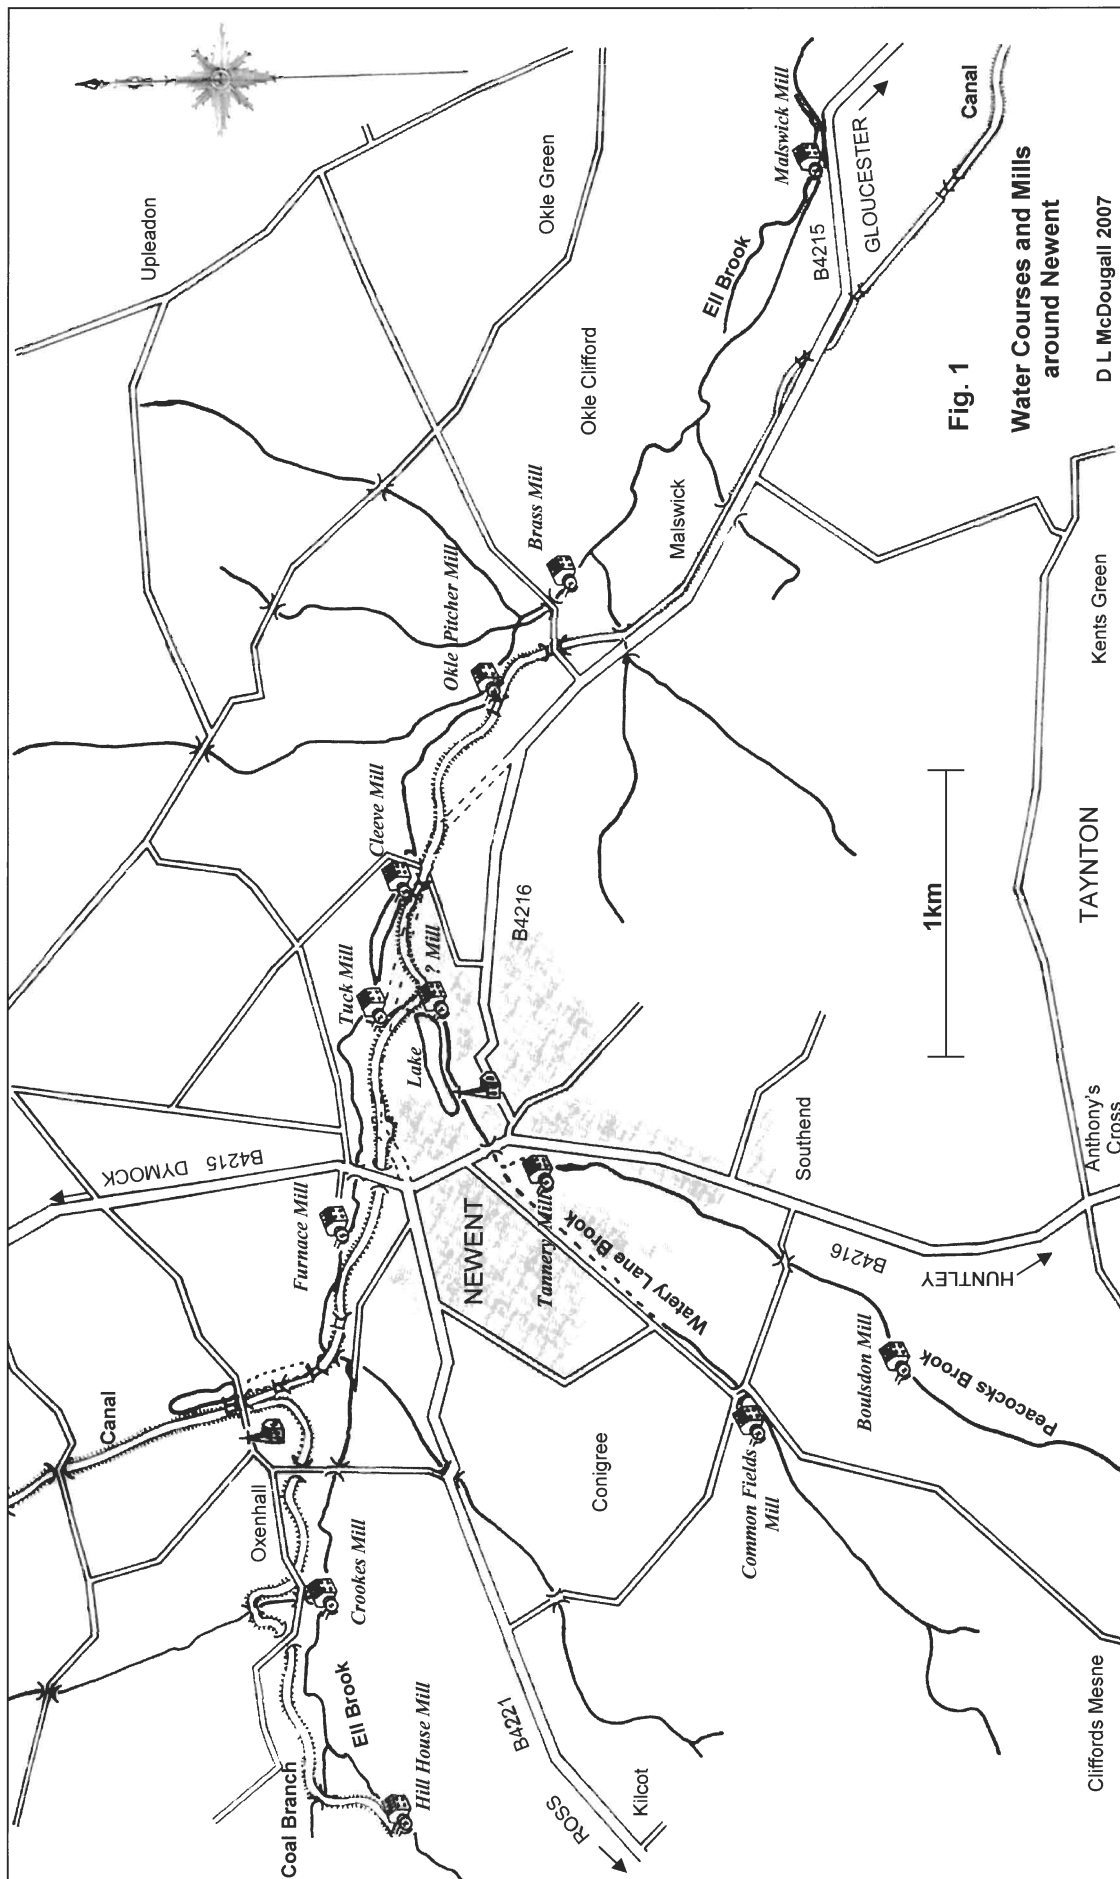 Upleadon
Okle Green
Okle Clifford
Malswick Mill
Ell Brook
B4215
GLOUCESTER
Canal
Brass Mill
Okle Pitcher Mill
Malswick
Kents Green
Cleeve Mill
Tuck Mill
? Mill
Lake
B4216
1km
TAYNTON
Anthony's
Cross
Southend
B4215 DYMOCK
Furnace Mill
NEWENT
Tannery Mill
Watery Lane Brook
B4216
HUNTLEY
Boulsdon Mill
Peacocks Brook
Canal
Oxenhall
Conigree
Common Fields
Mill
Crookes Mill
Ell Brook
Coal Branch
Hill House Mill
B4221
ROSS
Kilcot
Cliffords Mesne
Fig. 1
Water Courses and Mills
around Newent
D L McDougall 2007